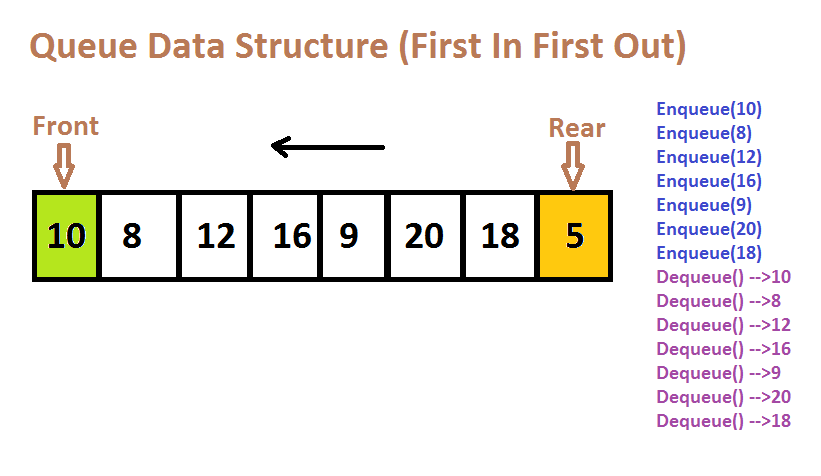 Queue Data Structure (First In First Out)
Front
Rear
10 8 12 16 9 20 18 5
Enqueue(10)
Enqueue(8)
Enqueue(12)
Enqueue(16)
Enqueue(9)
Enqueue(20)
Enqueue(18)
Dequeue() -->10
Dequeue() -->8
Dequeue() -->12
Dequeue() -->16
Dequeue() -->9
Dequeue() -->20
Dequeue() -->18